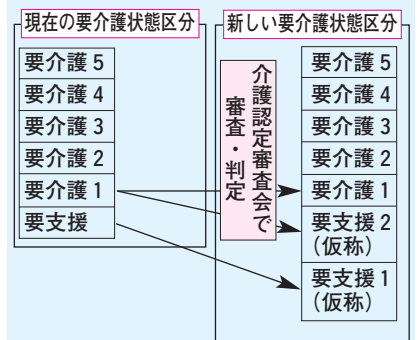 現在の要介護状態区分
要介護5
要介護4
要介護3
要介護2
要介護1
要支援
介護認定審査会で
審査・判定
新しい要介護状態区分
要介護5
要介護4
要介護3
要介護2
要介護1
要支援2
(仮称)
要支援1
(仮称)